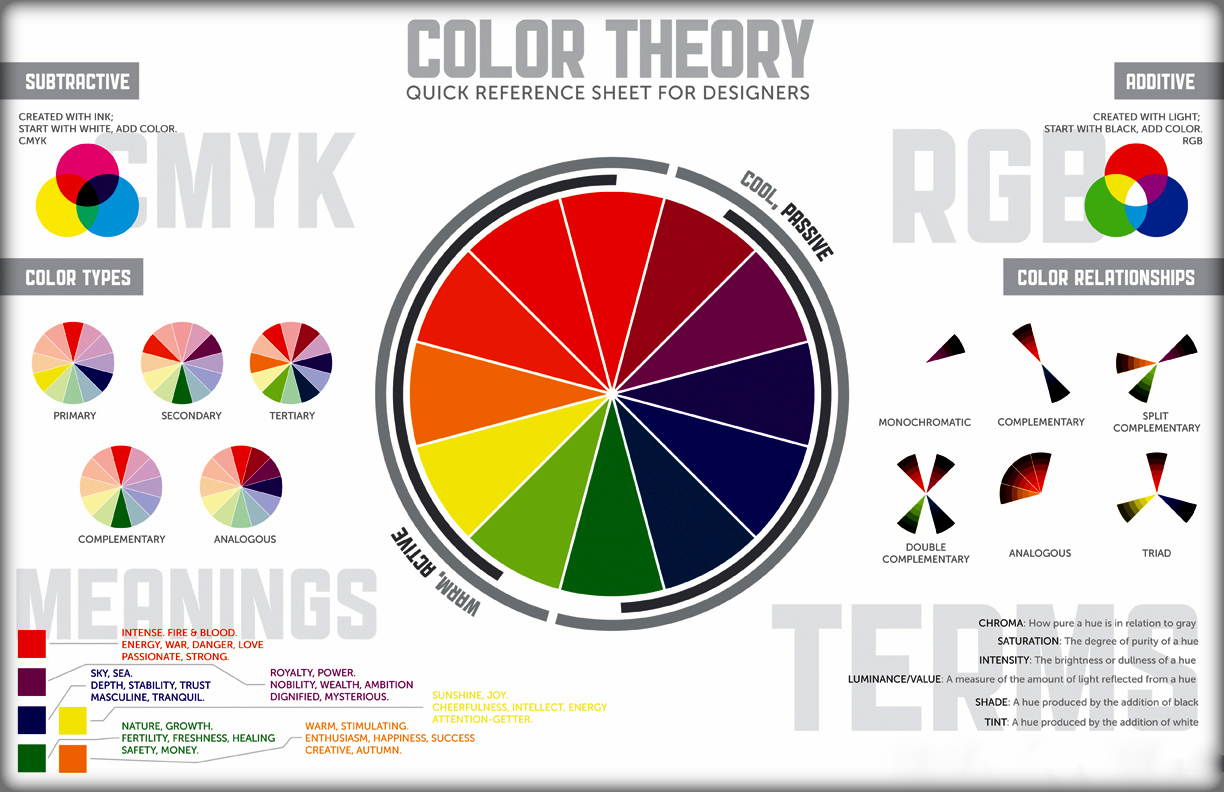 COLOR THEORY
QUICK REFERENCE SHEET FOR DESIGNERS
SUBTRACTIVE
CREATED WITH INK;
START WITH WHITE, ADD COLOR.
CMYK
CMYK
ADDITIVE
CREATED WITH LIGHT;
START WITH BLACK, ADD COLOR.
RGB
RGB
COOL, PASSIVE
WARM, ACTIVE
COLOR TYPES
PRIMARY
SECONDARY
TERTIARY
COMPLEMENTARY
ANALOGOUS
COLOR RELATIONSHIPS
MONOCHROMATIC
COMPLEMENTARY
SPLIT
COMPLEMENTARY
DOUBLE
COMPLEMENTARY
ANALOGOUS
TRIAD
MEANINGS
INTENSE. FIRE & BLOOD.
ENERGY, WAR, DANGER, LOVE
PASSIONATE, STRONG.
SKY, SEA.
DEPTH, STABILITY, TRUST
MASCULINE, TRANQUIL.
ROYALTY, POWER.
NOBILITY, WEALTH, AMBITION
DIGNIFIED, MYSTERIOUS.
SUNSHINE, JOY.
CHEERFULNESS, INTELLECT, ENERGY
ATTENTION-GETTER.
NATURE, GROWTH.
FERTILITY, FRESHNESS, HEALING
SAFETY, MONEY.
WARM, STIMULATING.
ENTHUSIASM, HAPPINESS, SUCCESS
CREATIVE, AUTUMN.
TERMS
CHROMA: How pure a hue is in relation to gray
SATURATION: The degree of purity of a hue
INTENSITY: The brightness or dullness of a hue
LUMINANCE/VALUE: A measure of the amount of light reflected from a hue
SHADE: A hue produced by the addition of black
TINT: A hue produced by the addition of white